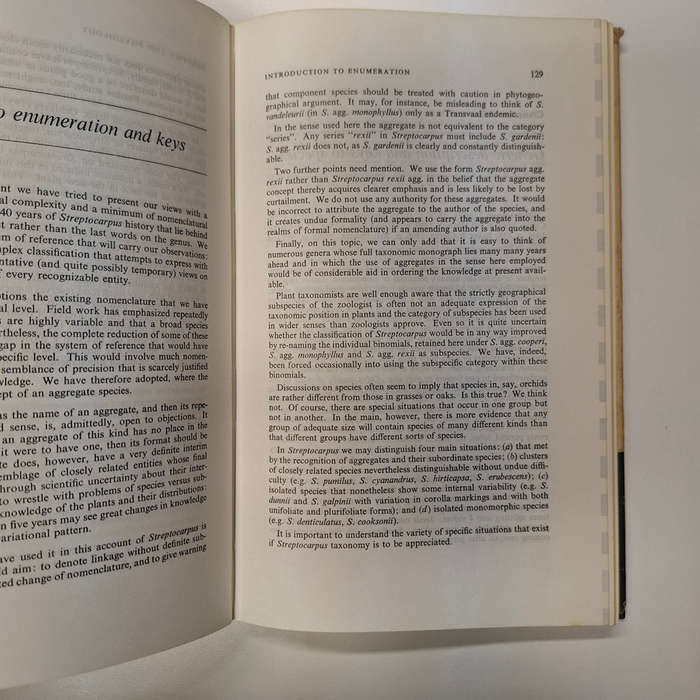 o enumeration and keys
nt we have tried to present our views with a
al complexity and a minimum of nomenclatural
40 years of Streptocarpus history that lie behind
t rather than the last words on the genus. We
m of reference that will carry our observations:
mplex classification that attempts to express with
ntative (and quite possibly temporary) views on
f every recognizable entity.
ptions the existing nomenclature that we have
al level. Field work has emphasized repeatedly
s are highly variable and that a broad species
ertheless, the complete reduction of some of these
gap in the system of reference that would have
pecific level. This would involve much nomen-
semblance of precision that is scarcely justified
wledge. We have therefore adopted, where the
ept of an aggregate species.
as the name of an aggregate, and then its repe-
d sense, is, admittedly, open to objections. It
an aggregate of this kind has no place in the
it were to have one, then its format should be
te does, however, have a very definite interim
emblage of closely related entities whose final
through scientific uncertainty about their inter-
to wrestle with problems of species versus sub-
knowledge of the plants and their distributions:
n five years may see great changes in knowledge
ariational pattern.
ave used it in this account of Streptocarpus is
d aim: to denote linkage without definite sub-
ted change of nomenclature, and to give warning
INTRODUCTION TO ENUMERATION 129
that component species should be treated with caution in phytogeo-
graphical argument. It may, for instance, be misleading to think of S.
vandeleurii (in S. agg. monophyllus) only as a Transvaal endemic.
In the sense used here the aggregate is not equivalent to the category
"series". Any series "rexii" in Streptocarpus must include S. gardenii:
S. agg. rexii does not, as S. gardenii is clearly and constantly distinguish-
able.
Two further points need mention. We use the form Streptocarpus agg.
rexii rather than Streptocarpus rexii agg. in the belief that the aggregate
concept thereby acquires clearer emphasis and is less likely to be lost by
curtailment. We do not use any authority for these aggregates. It would
be incorrect to attribute the aggregate to the author of the species, and
it creates undue formality (and appears to carry the aggregate into the
realms of formal nomenclature) if an amending author is also quoted.
Finally, on this topic, we can only add that it is easy to think of
numerous genera whose full taxonomic monograph lies many many years
ahead and in which the use of aggregates in the sense here employed
would be of considerable aid in ordering the knowledge at present avail-
able.
Plant taxonomists are well enough aware that the strictly geographical
subspecies of the zoologist is often not an adequate expression of the
taxonomic position in plants and the category of subspecies has been used
in wider senses than zoologists approve. Even so it is quite uncertain
whether the classification of Streptocarpus would be in any way improved
by re-naming the individual binomials, retained here under S. agg. cooperi,
S. agg. monophyllus and S. agg. rexii as subspecies. We have, indeed,
been forced occasionally into using the subspecific category within these
binomials.
Discussions on species often seem to imply that species in, say, orchids
are rather different from those in grasses or oaks. Is this true? We think
not. Of course, there are special situations that occur in one group but
not in another. In the main, however, there is more evidence that any
group of adequate size will contain species of many different kinds than
that different groups have different sorts of species.
In Streptocarpus we may distinguish four main situations: (a) that met
by the recognition of aggregates and their subordinate species; (b) clusters
of closely related species nevertheless distinguishable without undue diffi-
culty (e.g. S. pumilus, S. cyanandrus, S. hirticapsa, S. erubescens); (c)
isolated species that nonetheless show some internal variability (e.g. S.
dunnii and S. galpinii with variation in corolla markings and with both
unifoliate and plurifoliate forms); and (d) isolated monomorphic species
(e.g. S. denticulatus, S. cooksonii).
It is important to understand the variety of specific situations that exist
if Streptocarpus taxonomy is to be appreciated.